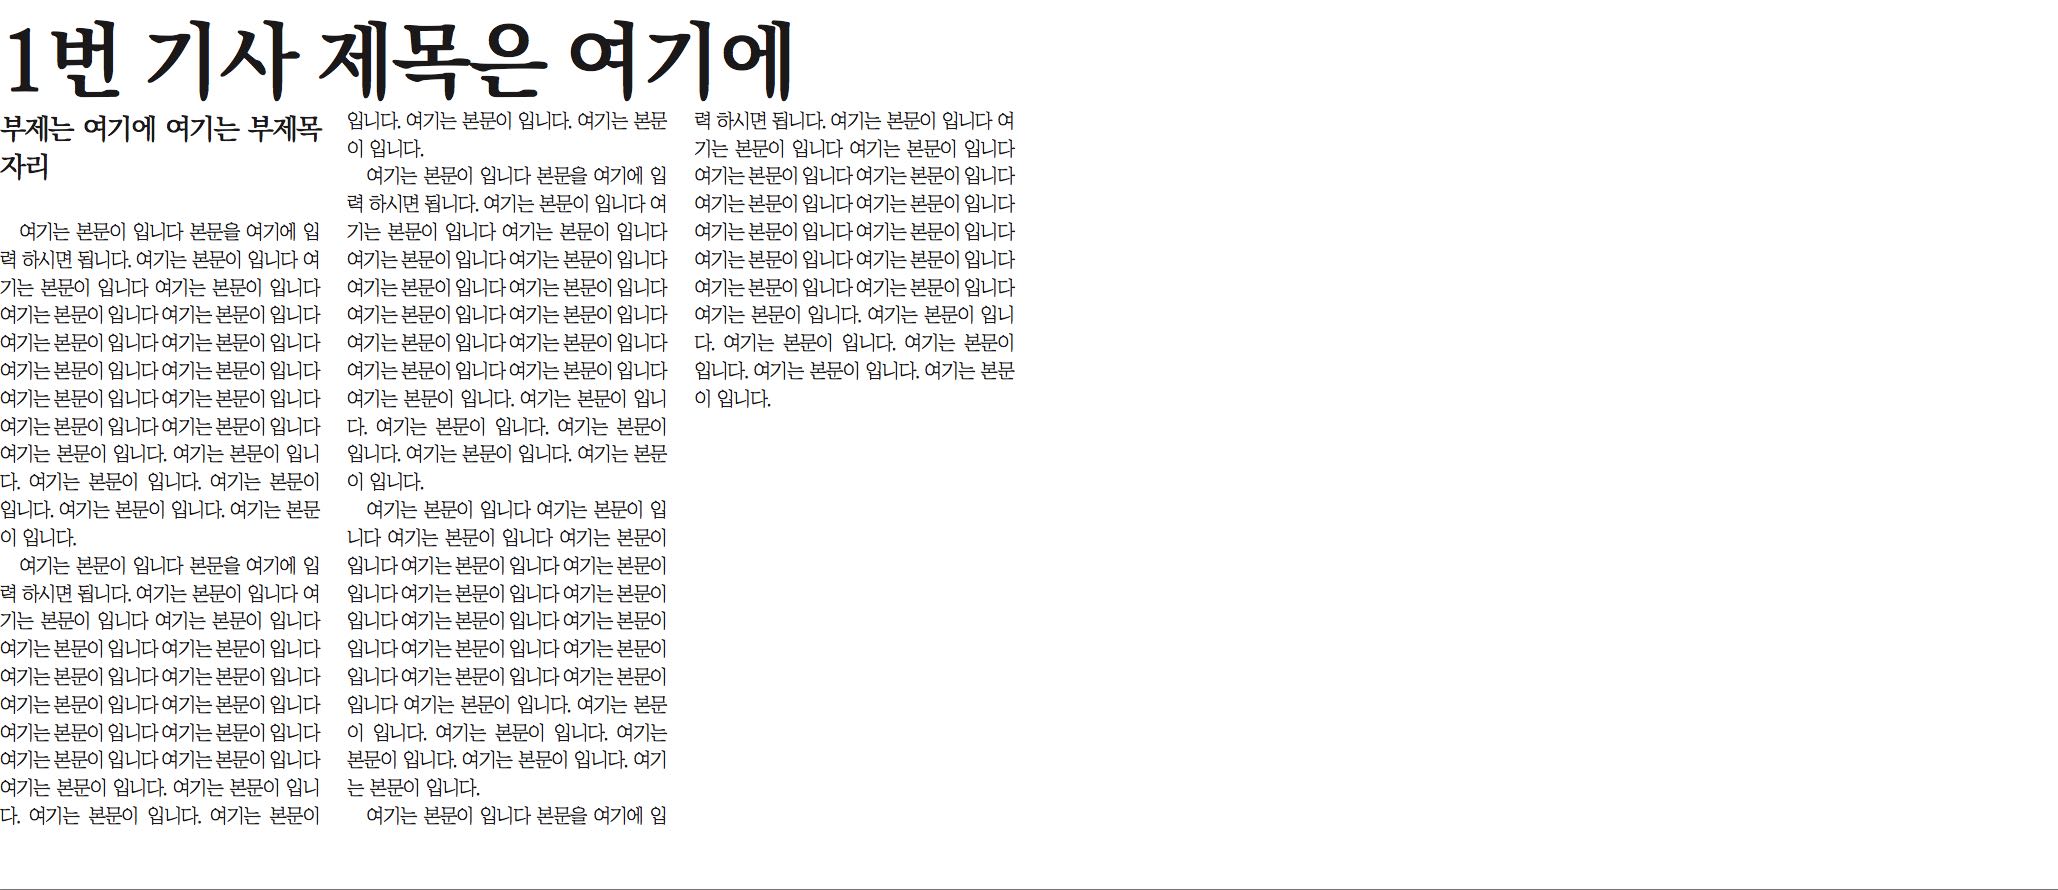 1번 기사 제목은 여기에
부제는 여기에 여기는 부제목
자리
여기는 본문이 입니다 본문을 여기에 입
력 하시면 됩니다. 여기는 본문이 입니다 여
기는 본문이 입니다 여기는 본문이 입니다
여기는 본문이 입니다 여기는 본문이 입니다
여기는 본문이 입니다 여기는 본문이 입니다
여기는 본문이 입니다 여기는 본문이 입니다
여기는 본문이 입니다 여기는 본문이 입니다
여기는 본문이 입니다 여기는 본문이 입니다
여기는 본문이 입니다. 여기는 본문이 입니
다. 여기는 본문이 입니다. 여기는 본문이
입니다. 여기는 본문이 입니다. 여기는 본문
이 입니다.
여기는 본문이 입니다 본문을 여기에 입
력 하시면 됩니다. 여기는 본문이 입니다 여
기는 본문이 입니다 여기는 본문이 입니다
여기는 본문이 입니다 여기는 본문이 입니다
여기는 본문이 입니다 여기는 본문이 입니다
여기는 본문이 입니다 여기는 본문이 입니다
여기는 본문이 입니다 여기는 본문이 입니다
여기는 본문이 입니다 여기는 본문이 입니다
여기는 본문이 입니다. 여기는 본문이 입니
다. 여기는 본문이 입니다. 여기는 본문이
입니다. 여기는 본문이 입니다. 여기는 본문
이 입니다.
여기는 본문이 입니다 본문을 여기에 입
력 하시면 됩니다. 여기는 본문이 입니다 여
기는 본문이 입니다 여기는 본문이 입니다
여기는 본문이 입니다 여기는 본문이 입니다
여기는 본문이 입니다 여기는 본문이 입니다
여기는 본문이 입니다 여기는 본문이 입니다
여기는 본문이 입니다 여기는 본문이 입니다
여기는 본문이 입니다 여기는 본문이 입니다
여기는 본문이 입니다. 여기는 본문이 입니
다. 여기는 본문이 입니다. 여기는 본문이
입니다. 여기는 본문이 입니다. 여기는 본문
이 입니다.
여기는 본문이 입니다 여기는 본문이 입
니다 여기는 본문이 입니다 여기는 본문이
입니다 여기는 본문이 입니다 여기는 본문이
입니다 여기는 본문이 입니다 여기는 본문이
입니다 여기는 본문이 입니다 여기는 본문이
입니다 여기는 본문이 입니다 여기는 본문이
입니다 여기는 본문이 입니다 여기는 본문이
입니다 여기는 본문이 입니다. 여기는 본문
이 입니다. 여기는 본문이 입니다. 여기는
본문이 입니다. 여기는 본문이 입니다. 여기
는 본문이 입니다.
여기는 본문이 입니다 본문을 여기에 입
력 하시면 됩니다. 여기는 본문이 입니다 여
기는 본문이 입니다 여기는 본문이 입니다
여기는 본문이 입니다 여기는 본문이 입니다
여기는 본문이 입니다 여기는 본문이 입니다
여기는 본문이 입니다 여기는 본문이 입니다
여기는 본문이 입니다 여기는 본문이 입니다
여기는 본문이 입니다 여기는 본문이 입니다
여기는 본문이 입니다. 여기는 본문이 입니
다. 여기는 본문이 입니다. 여기는 본문이
입니다. 여기는 본문이 입니다. 여기는 본문
이 입니다.